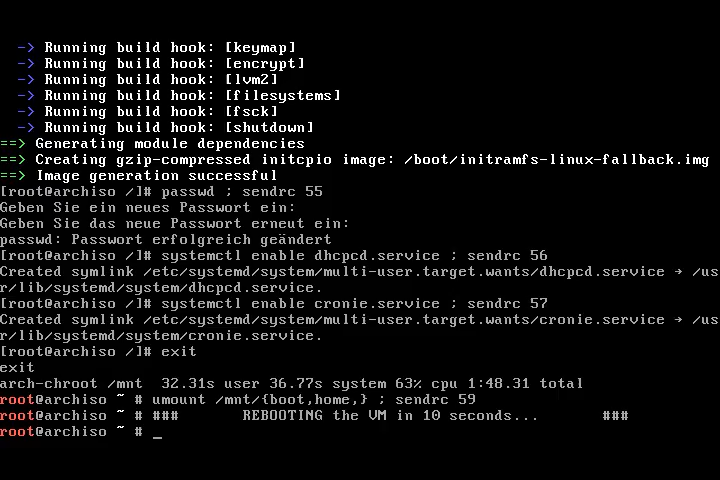 -> Running build hook: [keymap]
-> Running build hook: [encrypt]
-> Running build hook: [lvm2]
-> Running build hook: [filesystems]
-> Running build hook: [fsck]
-> Running build hook: [shutdown]
==> Generating module dependencies
==> Creating gzip-compressed initcpio image: /boot/initramfs-linux-fallback.img
==> Image generation successful
[root@archiso /]# passwd ; sendrc 55
Geben Sie ein neues Passwort ein:
Geben Sie das neue Passwort erneut ein:
passwd: Passwort erfolgreich geändert
[root@archiso /]# systemctl enable dhcpcd.service ; sendrc 56
Created symlink /etc/systemd/system/multi-user.target.wants/dhcpcd.service → /us
r/lib/systemd/system/dhcpcd.service.
[root@archiso /]# systemctl enable cronie.service ; sendrc 57
Created symlink /etc/systemd/system/multi-user.target.wants/cronie.service → /us
r/lib/systemd/system/cronie.service.
[root@archiso /]# exit
exit
arch-chroot /mnt  32.31s user 36.77s system 63% cpu 1:48.31 total
root@archiso ~ # umount /mnt/{boot,home,} ; sendrc 59
root@archiso ~ # ###       REBOOTING the VM in 10 seconds...       ###
root@archiso ~ # _